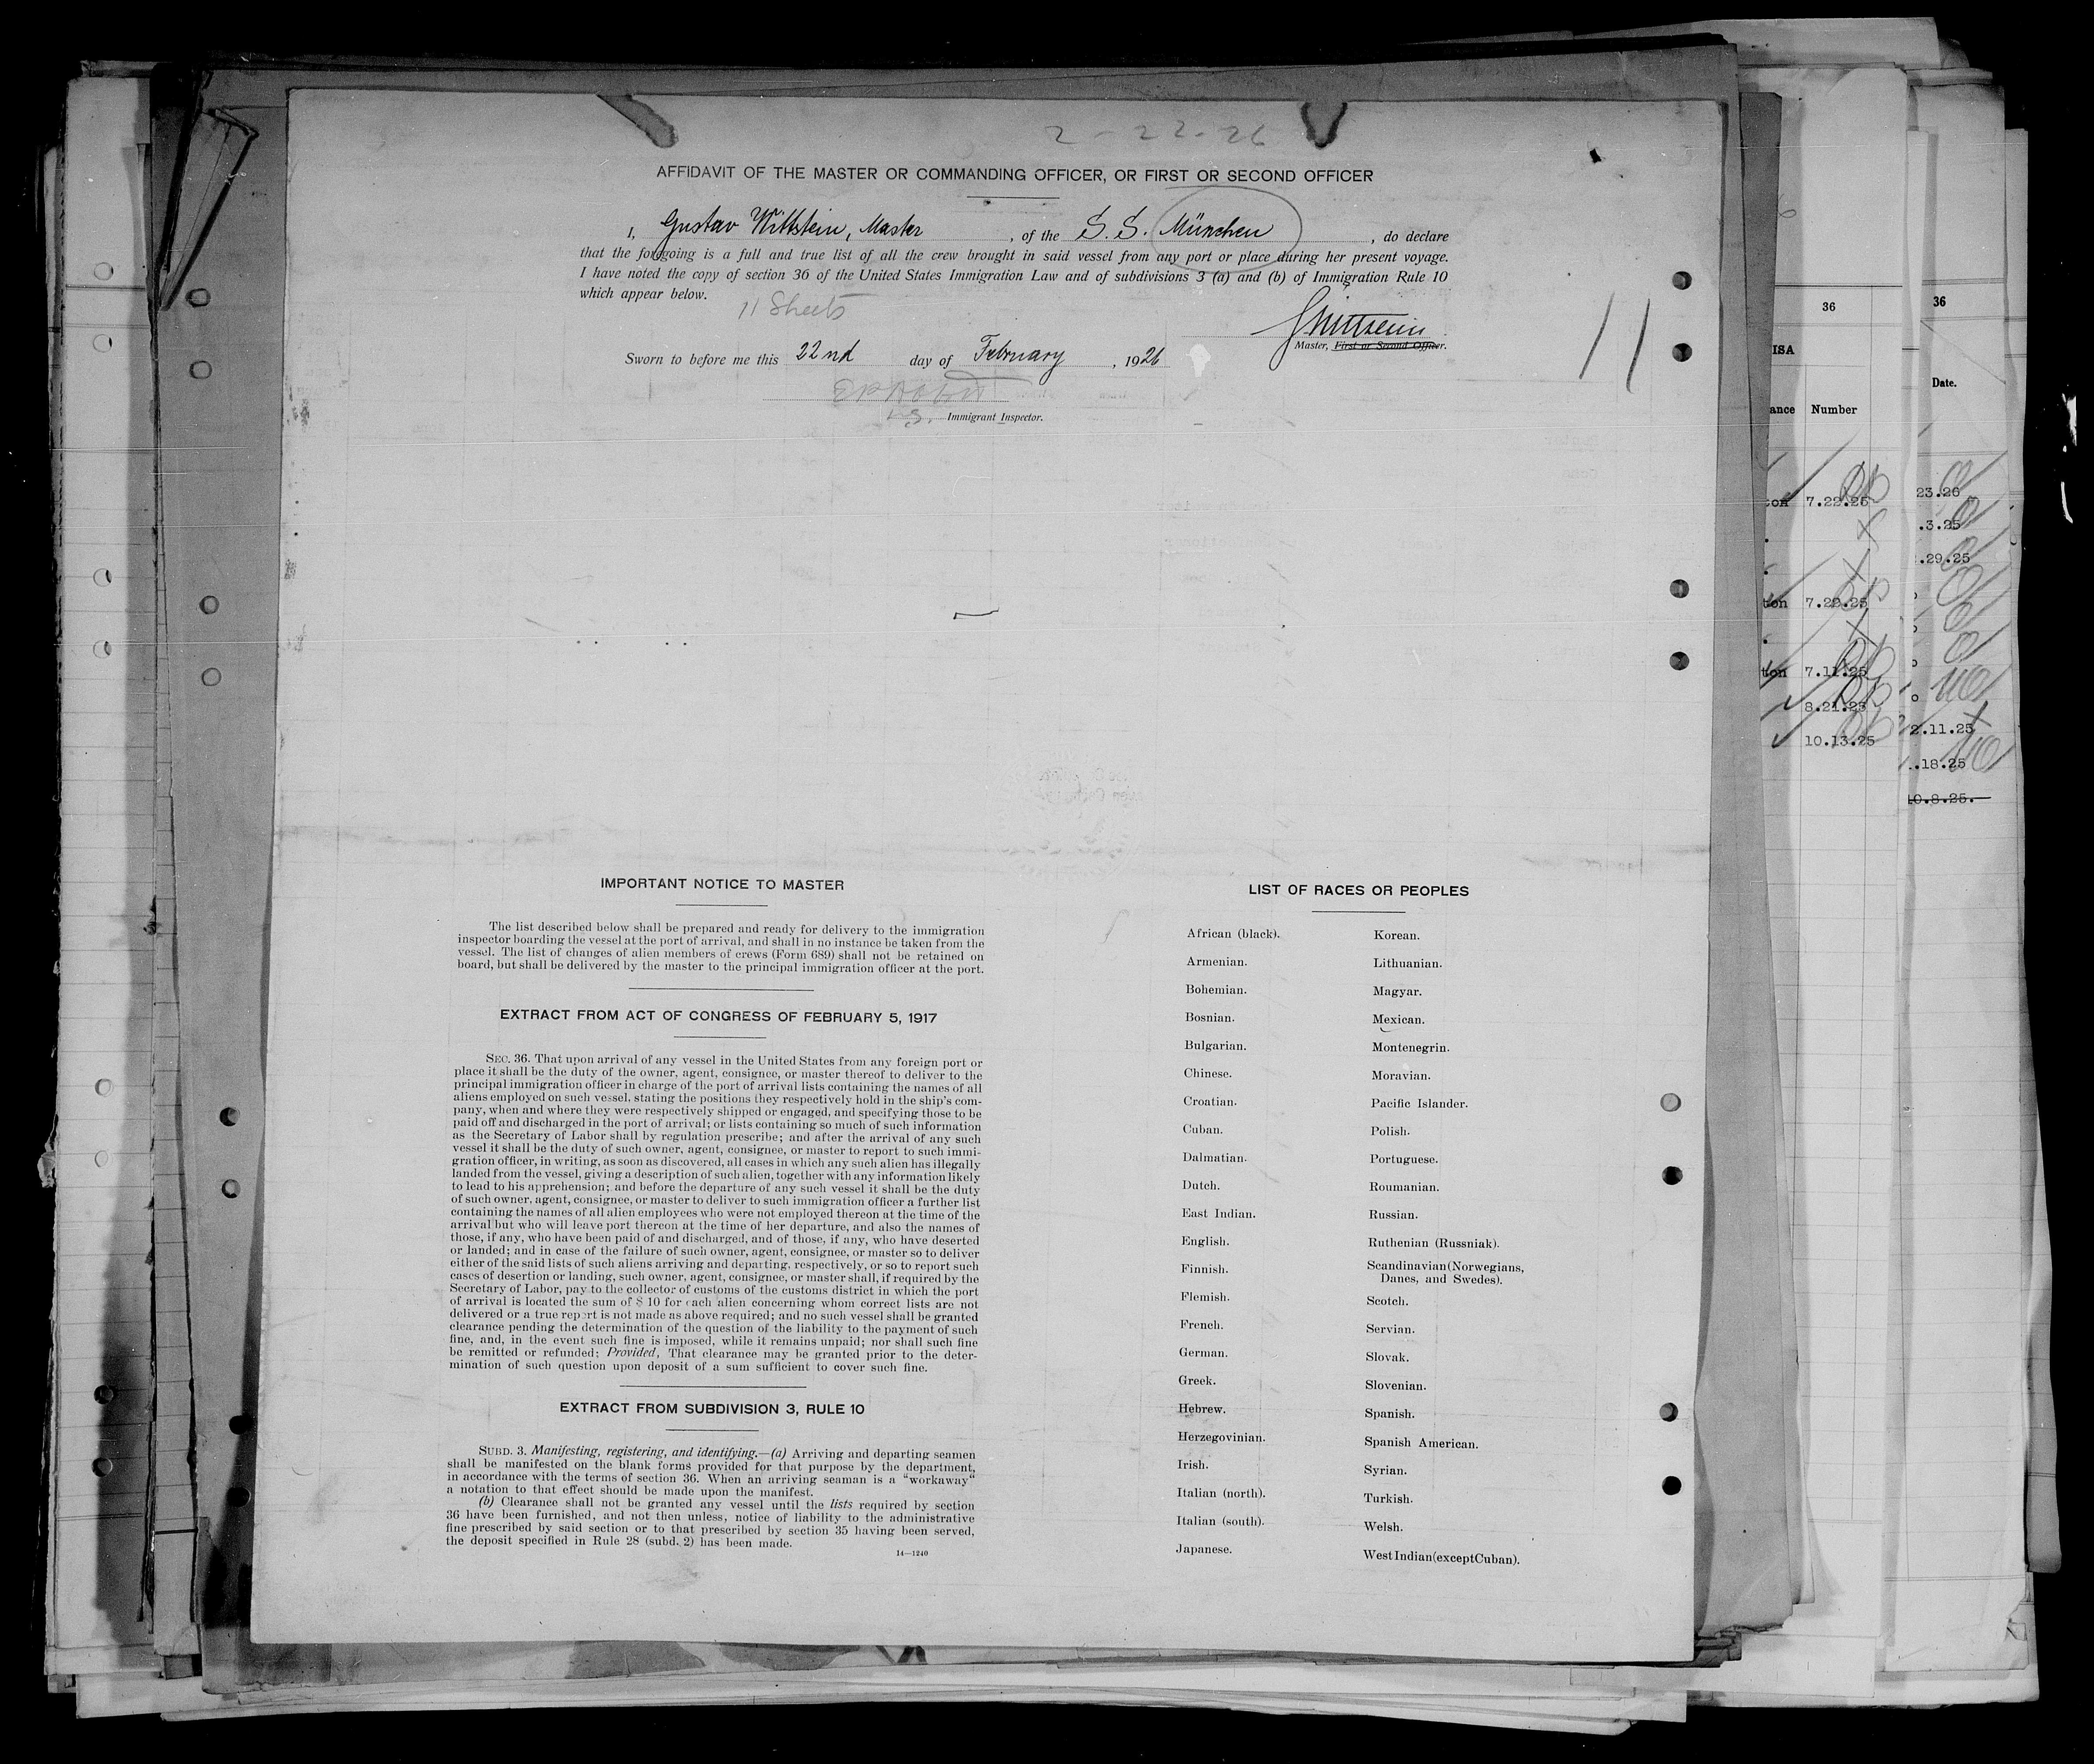 2-22-26
AFFIDAVIT OF THE MASTER OR COMMANDING OFFICER, OR FIRST OR SECOND OFFICER
I, Gustav Wittstein, Master, of the S.S. München, do declare
that the foregoing is a full and true list of all the crew brought in said vessel from any port or place during her present voyage.
I have noted the copy of section 36 of the United States Immigration Law and of subdivisions 3 (a) and (b) of Immigration Rule 10
which appear below.
11 Sheets
GWittstein
11
Master, First or Second Officer.
Sworn to before me this 22nd day of February, 1926
Immigrant Inspector.
IMPORTANT NOTICE TO MASTER
The list described below shall be prepared and ready for delivery to the immigration
inspector boarding the vessel at the port of arrival, and shall in no instance be taken from the
vessel. The list of changes of alien members of crews (Form 689) shall not be retained on
board, but shall be delivered by the master to the principal immigration officer at the port.
EXTRACT FROM ACT OF CONGRESS OF FEBRUARY 5, 1917
SEC. 36. That upon arrival of any vessel in the United States from any foreign port or
place it shall be the duty of the owner, agent, consignee, or master thereof to deliver to the
principal immigration officer in charge of the port of arrival lists containing the names of all
aliens employed on such vessel, stating the positions they respectively hold in the ship's com-
pany, when and where they were respectively shipped or engaged, and specifying those to be
paid off and discharged in the port of arrival; or lists containing so much of such information
as the Secretary of Labor shall by regulation prescribe; and after the arrival of any such
vessel it shall be the duty of such owner, agent, consignee, or master to report to such immi-
gration officer, in writing, as soon as discovered, all cases in which any such alien has illegally
landed from the vessel, giving a description of such alien, together with any information likely
to lead to his apprehension; and before the departure of any such vessel it shall be the duty
of such owner, agent, consignee, or master to deliver to such immigration officer a further list
containing the names of all alien employees who were not employed thereon at the time of the
arrival but who will leave port thereon at the time of her departure, and also the names of
those, if any, who have been paid of and discharged, and of those, if any, who have deserted
or landed; and in case of the failure of such owner, agent, consignee, or master so to deliver
either of the said lists of such aliens arriving and departing, respectively, or so to report such
cases of desertion or landing, such owner, agent, consignee, or master shall, if required by the
Secretary of Labor, pay to the collector of customs of the customs district in which the port
of arrival is located the sum of $ 10 for each alien concerning whom correct lists are not
delivered or a true report is not made as above required; and no such vessel shall be granted
clearance pending the determination of the question of the liability to the payment of such
fine, and, in the event such fine is imposed, while it remains unpaid; nor shall such fine
be remitted or refunded; Provided, That clearance may be granted prior to the deter-
mination of such question upon deposit of a sum sufficient to cover such fine.
EXTRACT FROM SUBDIVISION 3, RULE 10
SUBD. 3. Manifesting, registering, and identifying.—(a) Arriving and departing seamen
shall be manifested on the blank forms provided for that purpose by the department,
in accordance with the terms of section 36. When an arriving seaman is a "workaway"
a notation to that effect should be made upon the manifest.
(b) Clearance shall not be granted any vessel until the lists required by section
36 have been furnished, and not then unless, notice of liability to the administrative
fine prescribed by said section or to that prescribed by section 35 having been served,
the deposit specified in Rule 28 (subd. 2) has been made.
14—1240
LIST OF RACES OR PEOPLES
African (black).
Armenian.
Bohemian.
Bosnian.
Bulgarian.
Chinese.
Croatian.
Cuban.
Dalmatian.
Dutch.
East Indian.
English.
Finnish.
Flemish.
French.
German.
Greek.
Hebrew.
Herzegovinian.
Irish.
Italian (north).
Italian (south).
Japanese.
Korean.
Lithuanian.
Magyar.
Mexican.
Montenegrin.
Moravian.
Pacific Islander.
Polish.
Portuguese.
Roumanian.
Russian.
Ruthenian (Russniak).
Scandinavian (Norwegians,
Danes, and Swedes).
Scotch.
Servian.
Slovak.
Slovenian.
Spanish.
Spanish American.
Syrian.
Turkish.
Welsh.
West Indian (except Cuban).
36
ISA
ance Number
ton 7.22.25
ton 7.22.25
ton 7.11.25
8.21.25
10.13.25
36
Date.
23.26
.3.25
.29.25
2.11.25
.18.25
10.8.25.